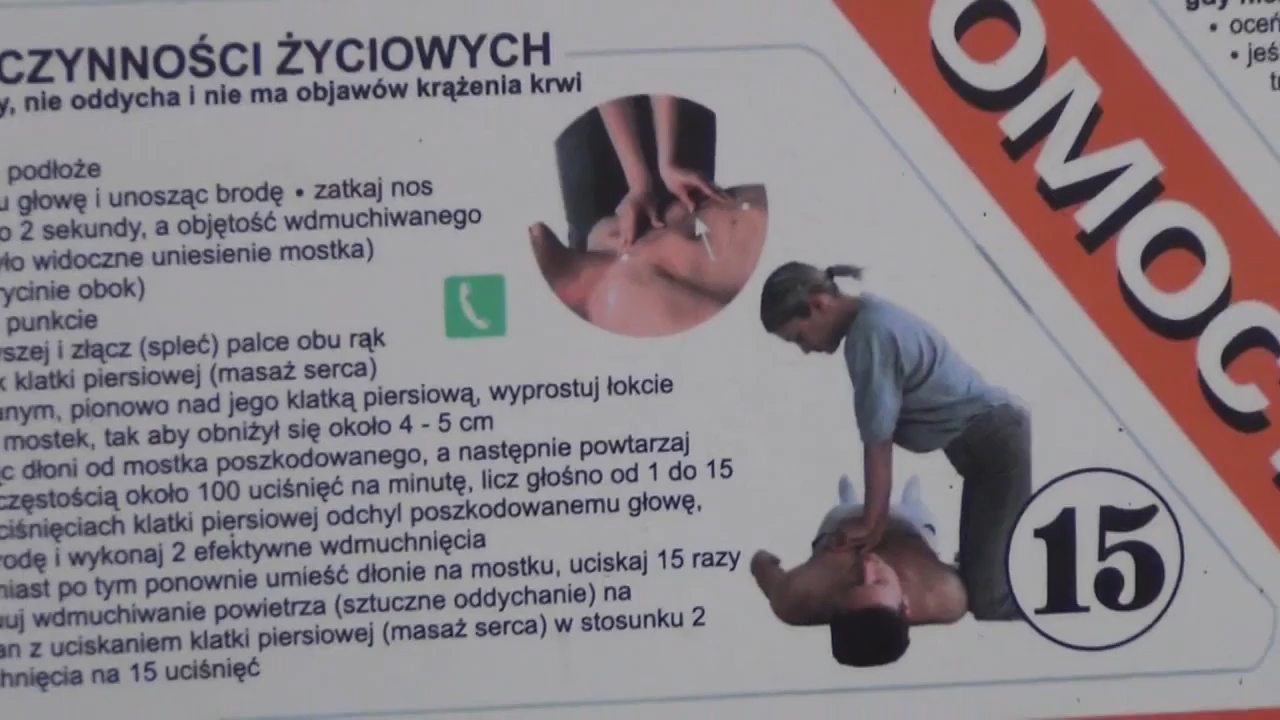 CZYNNOŚCI ŻYCIOWYCH
y, nie oddycha i nie ma objawów krążenia krwi
podłoże
u głowę i unosząc brodę • zatkaj nos
o 2 sekundy, a objętość wdmuchiwanego
yło widoczne uniesienie mostka)
rycinie obok)
punkcie
wszej i złącz (spleć) palce obu rąk
k klatki piersiowej (masaż serca)
anym, pionowo nad jego klatką piersiową, wyprostuj łokcie
mostek, tak aby obniżył się około 4 - 5 cm
ąc dłoni od mostka poszkodowanego, a następnie powtarzaj
częstością około 100 uciśnięć na minutę, licz głośno od 1 do 15
ciśnięciach klatki piersiowej odchyl poszkodowanemu głowę,
rodę i wykonaj 2 efektywne wdmuchnięcia
miast po tym ponownie umieść dłonie na mostku, uciskaj 15 razy
uuj wdmuchiwanie powietrza (sztuczne oddychanie) na
an z uciskaniem klatki piersiowej (masaż serca) w stosunku 2
hnięcia na 15 uciśnięć
15
OMOC
• oceń
• jeś